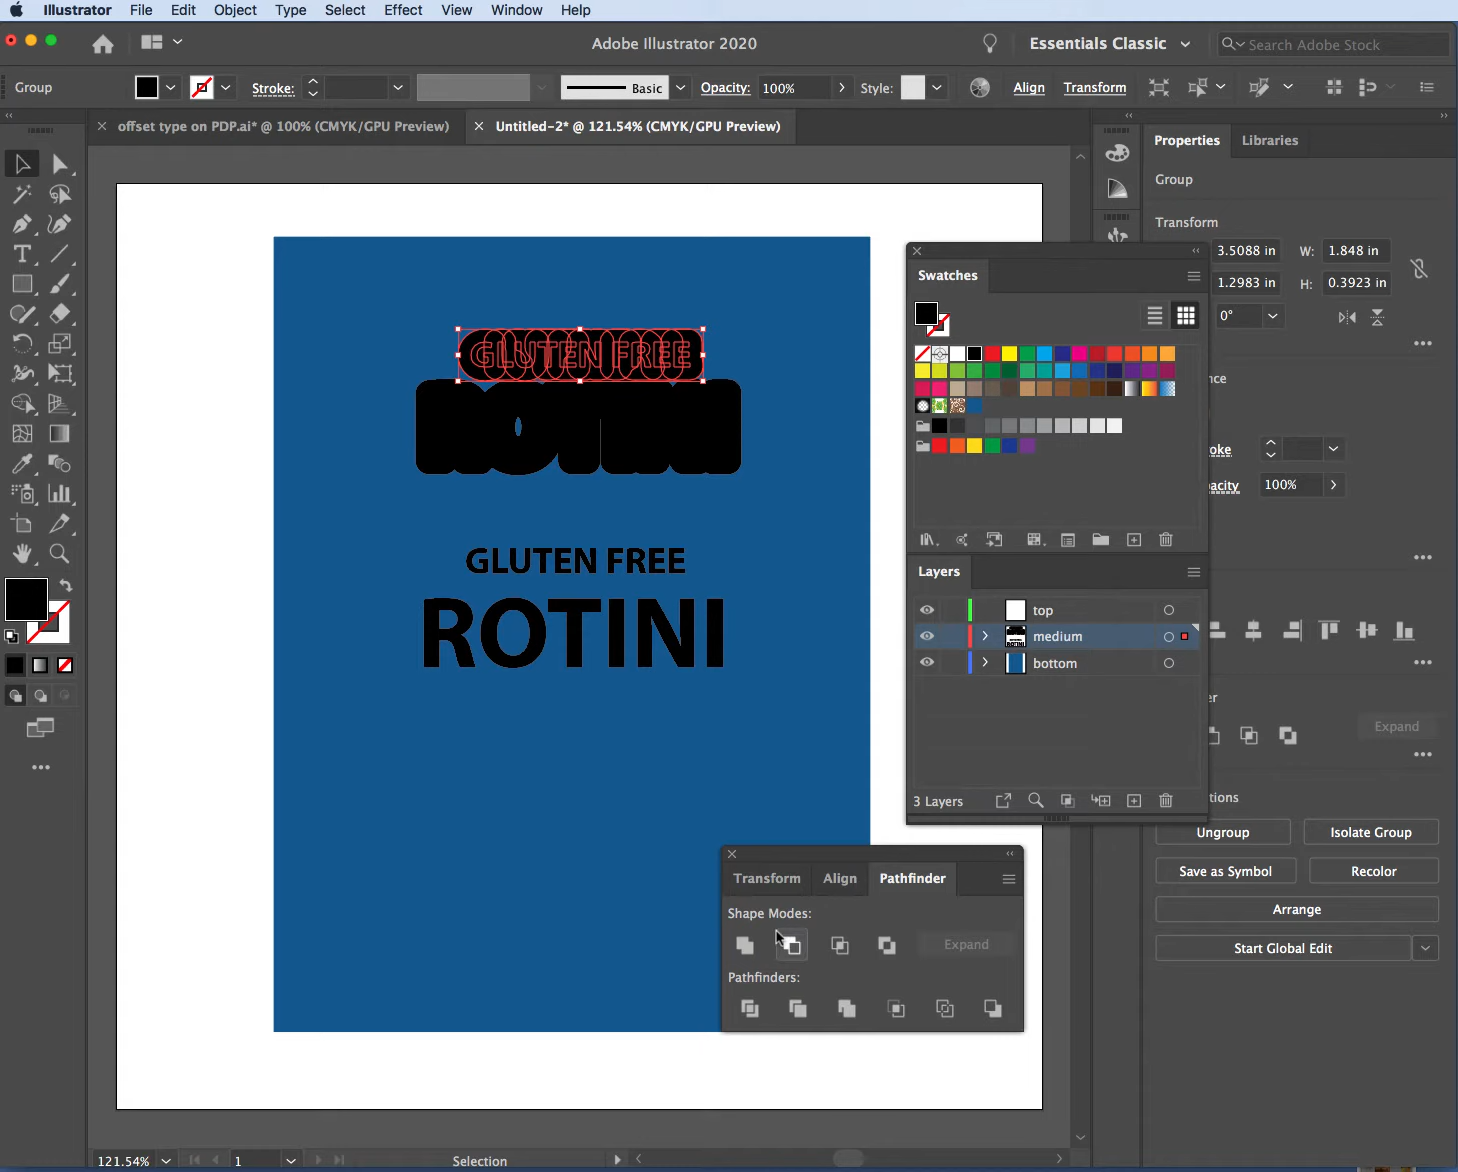 Illustrator File Edit Object Type Select Effect View Window Help
Adobe Illustrator 2020
Essentials Classic
Search Adobe Stock
Group
Stroke:
Basic
Opacity: 100%
Style:
Align
Transform
× offset type on PDP.ai* @ 100% (CMYK/GPU Preview)
× Untitled-2* @ 121.54% (CMYK/GPU Preview)
Properties
Libraries
Group
Transform
3.5088 in W: 1.848 in
1.2983 in H: 0.3923 in
0°
Swatches
nce
oke
acity 100%
GLUTEN FREE
GLUTEN FREE
ROTINI
Layers
top
medium
bottom
3 Layers
er
Expand
tions
Ungroup
Isolate Group
Save as Symbol
Recolor
Arrange
Start Global Edit
Transform
Align
Pathfinder
Shape Modes:
Expand
Pathfinders:
121.54%
1
Selection